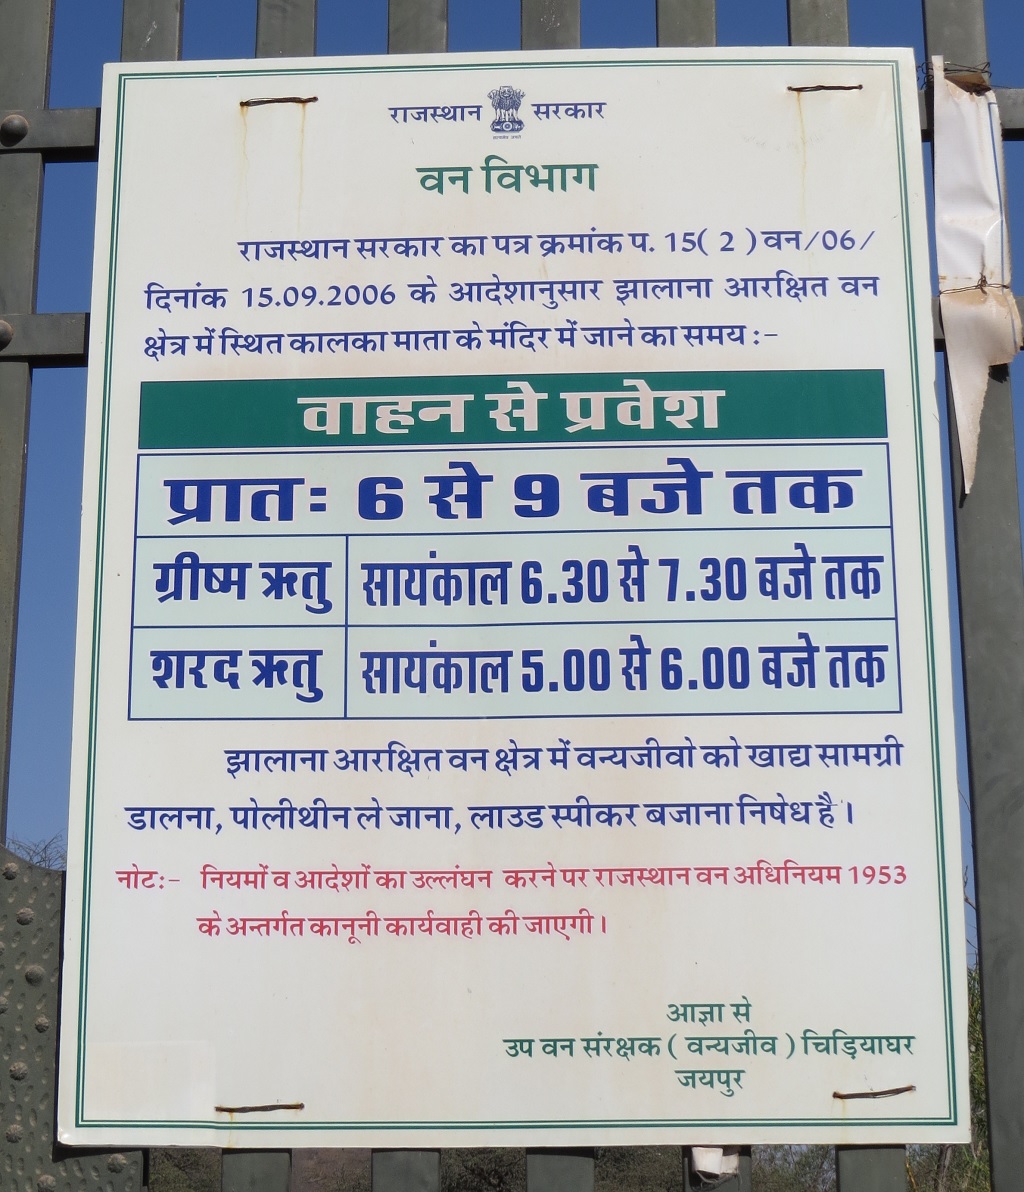 राजस्थान सरकार
वन विभाग
राजस्थान सरकार का पत्र क्रमांक प. 15( 2 ) वन/06/
दिनांक 15.09.2006 के आदेशानुसार झालाना आरक्षित वन
क्षेत्र में स्थित कालका माता के मंदिर में जाने का समय :-
वाहन से प्रवेश
प्रातः 6 से 9 बजे तक
ग्रीष्म ऋतु सायंकाल 6.30 से 7.30 बजे तक
शरद ऋतु सायंकाल 5.00 से 6.00 बजे तक
झालाना आरक्षित वन क्षेत्र में वन्यजीवो को खाद्य सामग्री
डालना, पोलीथीन ले जाना, लाउड स्पीकर बजाना निषेध है ।
नोटः- नियमों व आदेशों का उल्लंघन करने पर राजस्थान वन अधिनियम 1953
के अन्तर्गत कानूनी कार्यवाही की जाएगी ।
आज्ञा से
उप वन संरक्षक ( वन्यजीव ) चिड़ियाघर
जयपुर